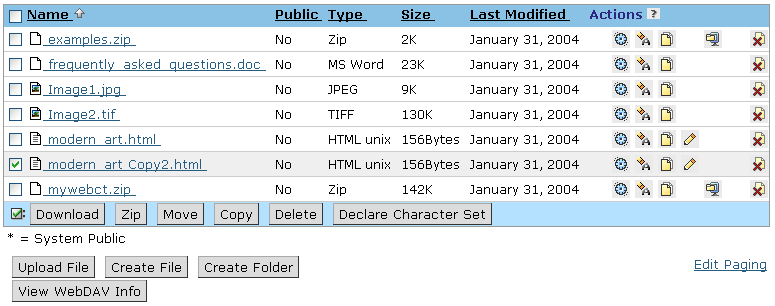 Name Public Type Size Last Modified Actions ?
examples.zip No Zip 2K January 31, 2004
frequently_asked_questions.doc No MS Word 23K January 31, 2004
Image1.jpg No JPEG 9K January 31, 2004
Image2.tif No TIFF 130K January 31, 2004
modern_art.html No HTML unix 156Bytes January 31, 2004
modern_art Copy2.html No HTML unix 156Bytes January 31, 2004
mywebct.zip No Zip 142K January 31, 2004
: Download Zip Move Copy Delete Declare Character Set
* = System Public
Upload File Create File Create Folder Edit Paging
View WebDAV Info